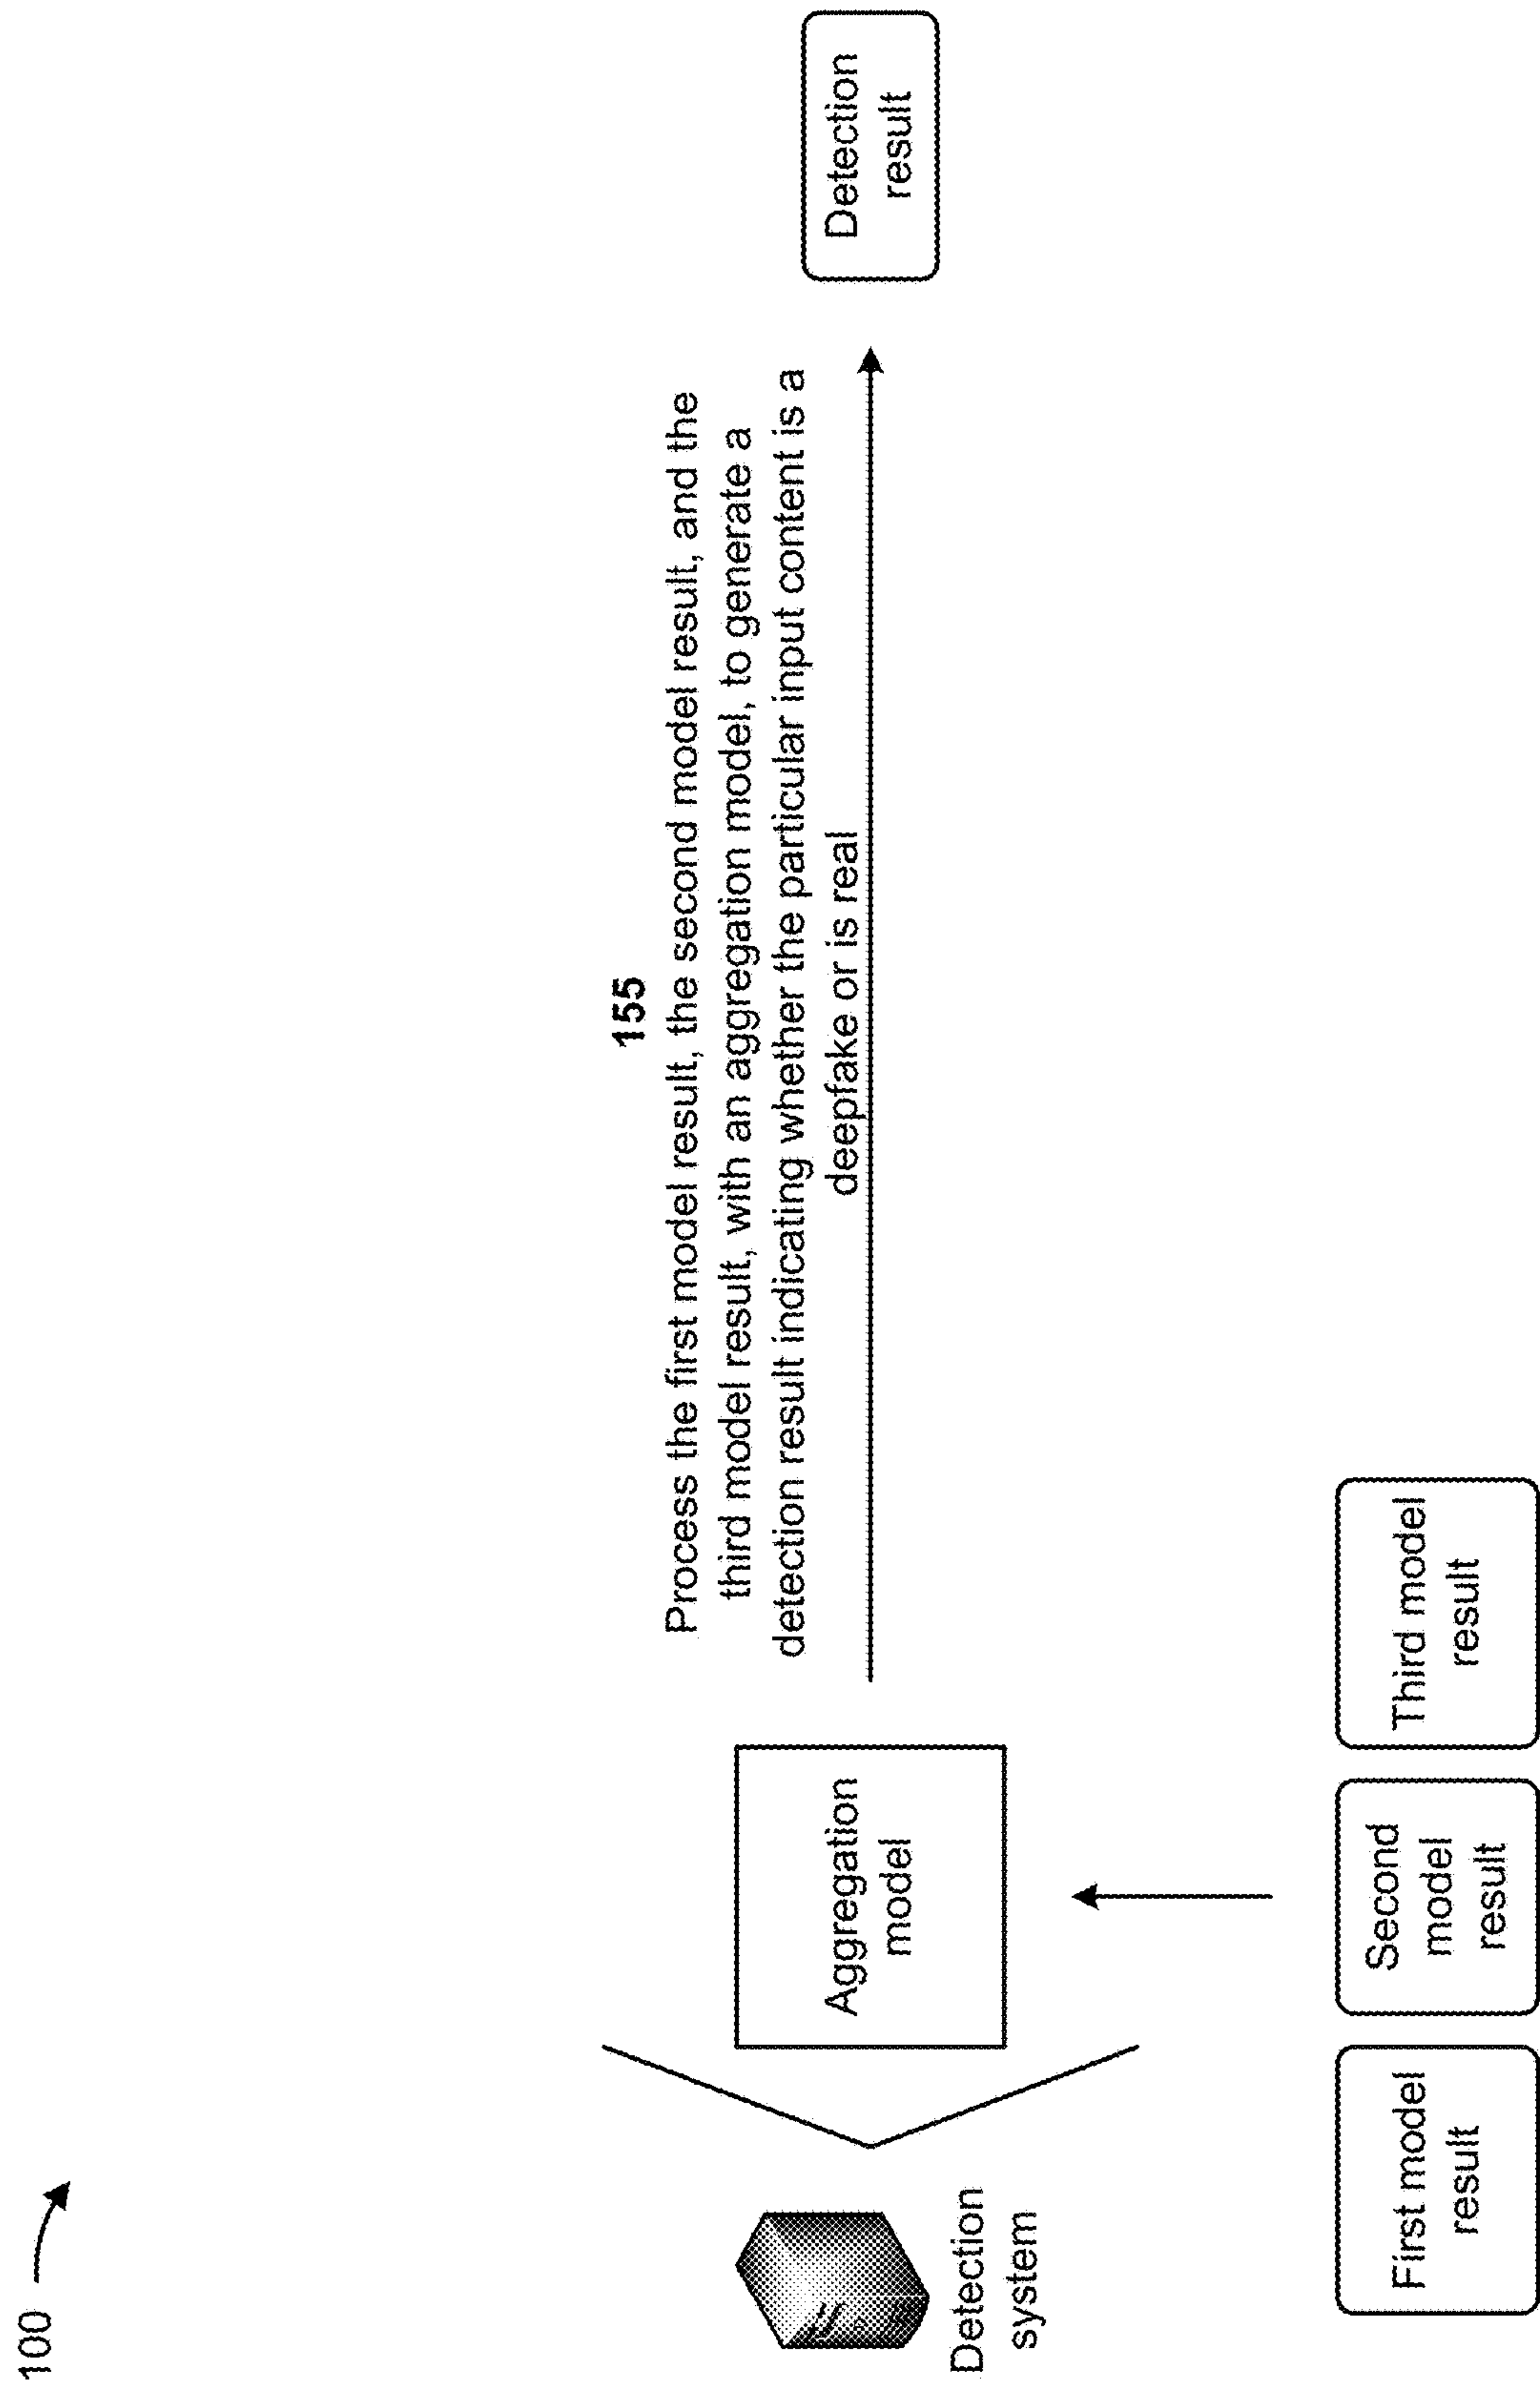 100
155
Process the first model result, the second model result, and the
third model result, with an aggregation model, to generate a
detection result indicating whether the particular input content is a
deepfake or is real
Detection
system
Aggregation
model
Detection
result
First model
result
Second
model
result
Third model
result